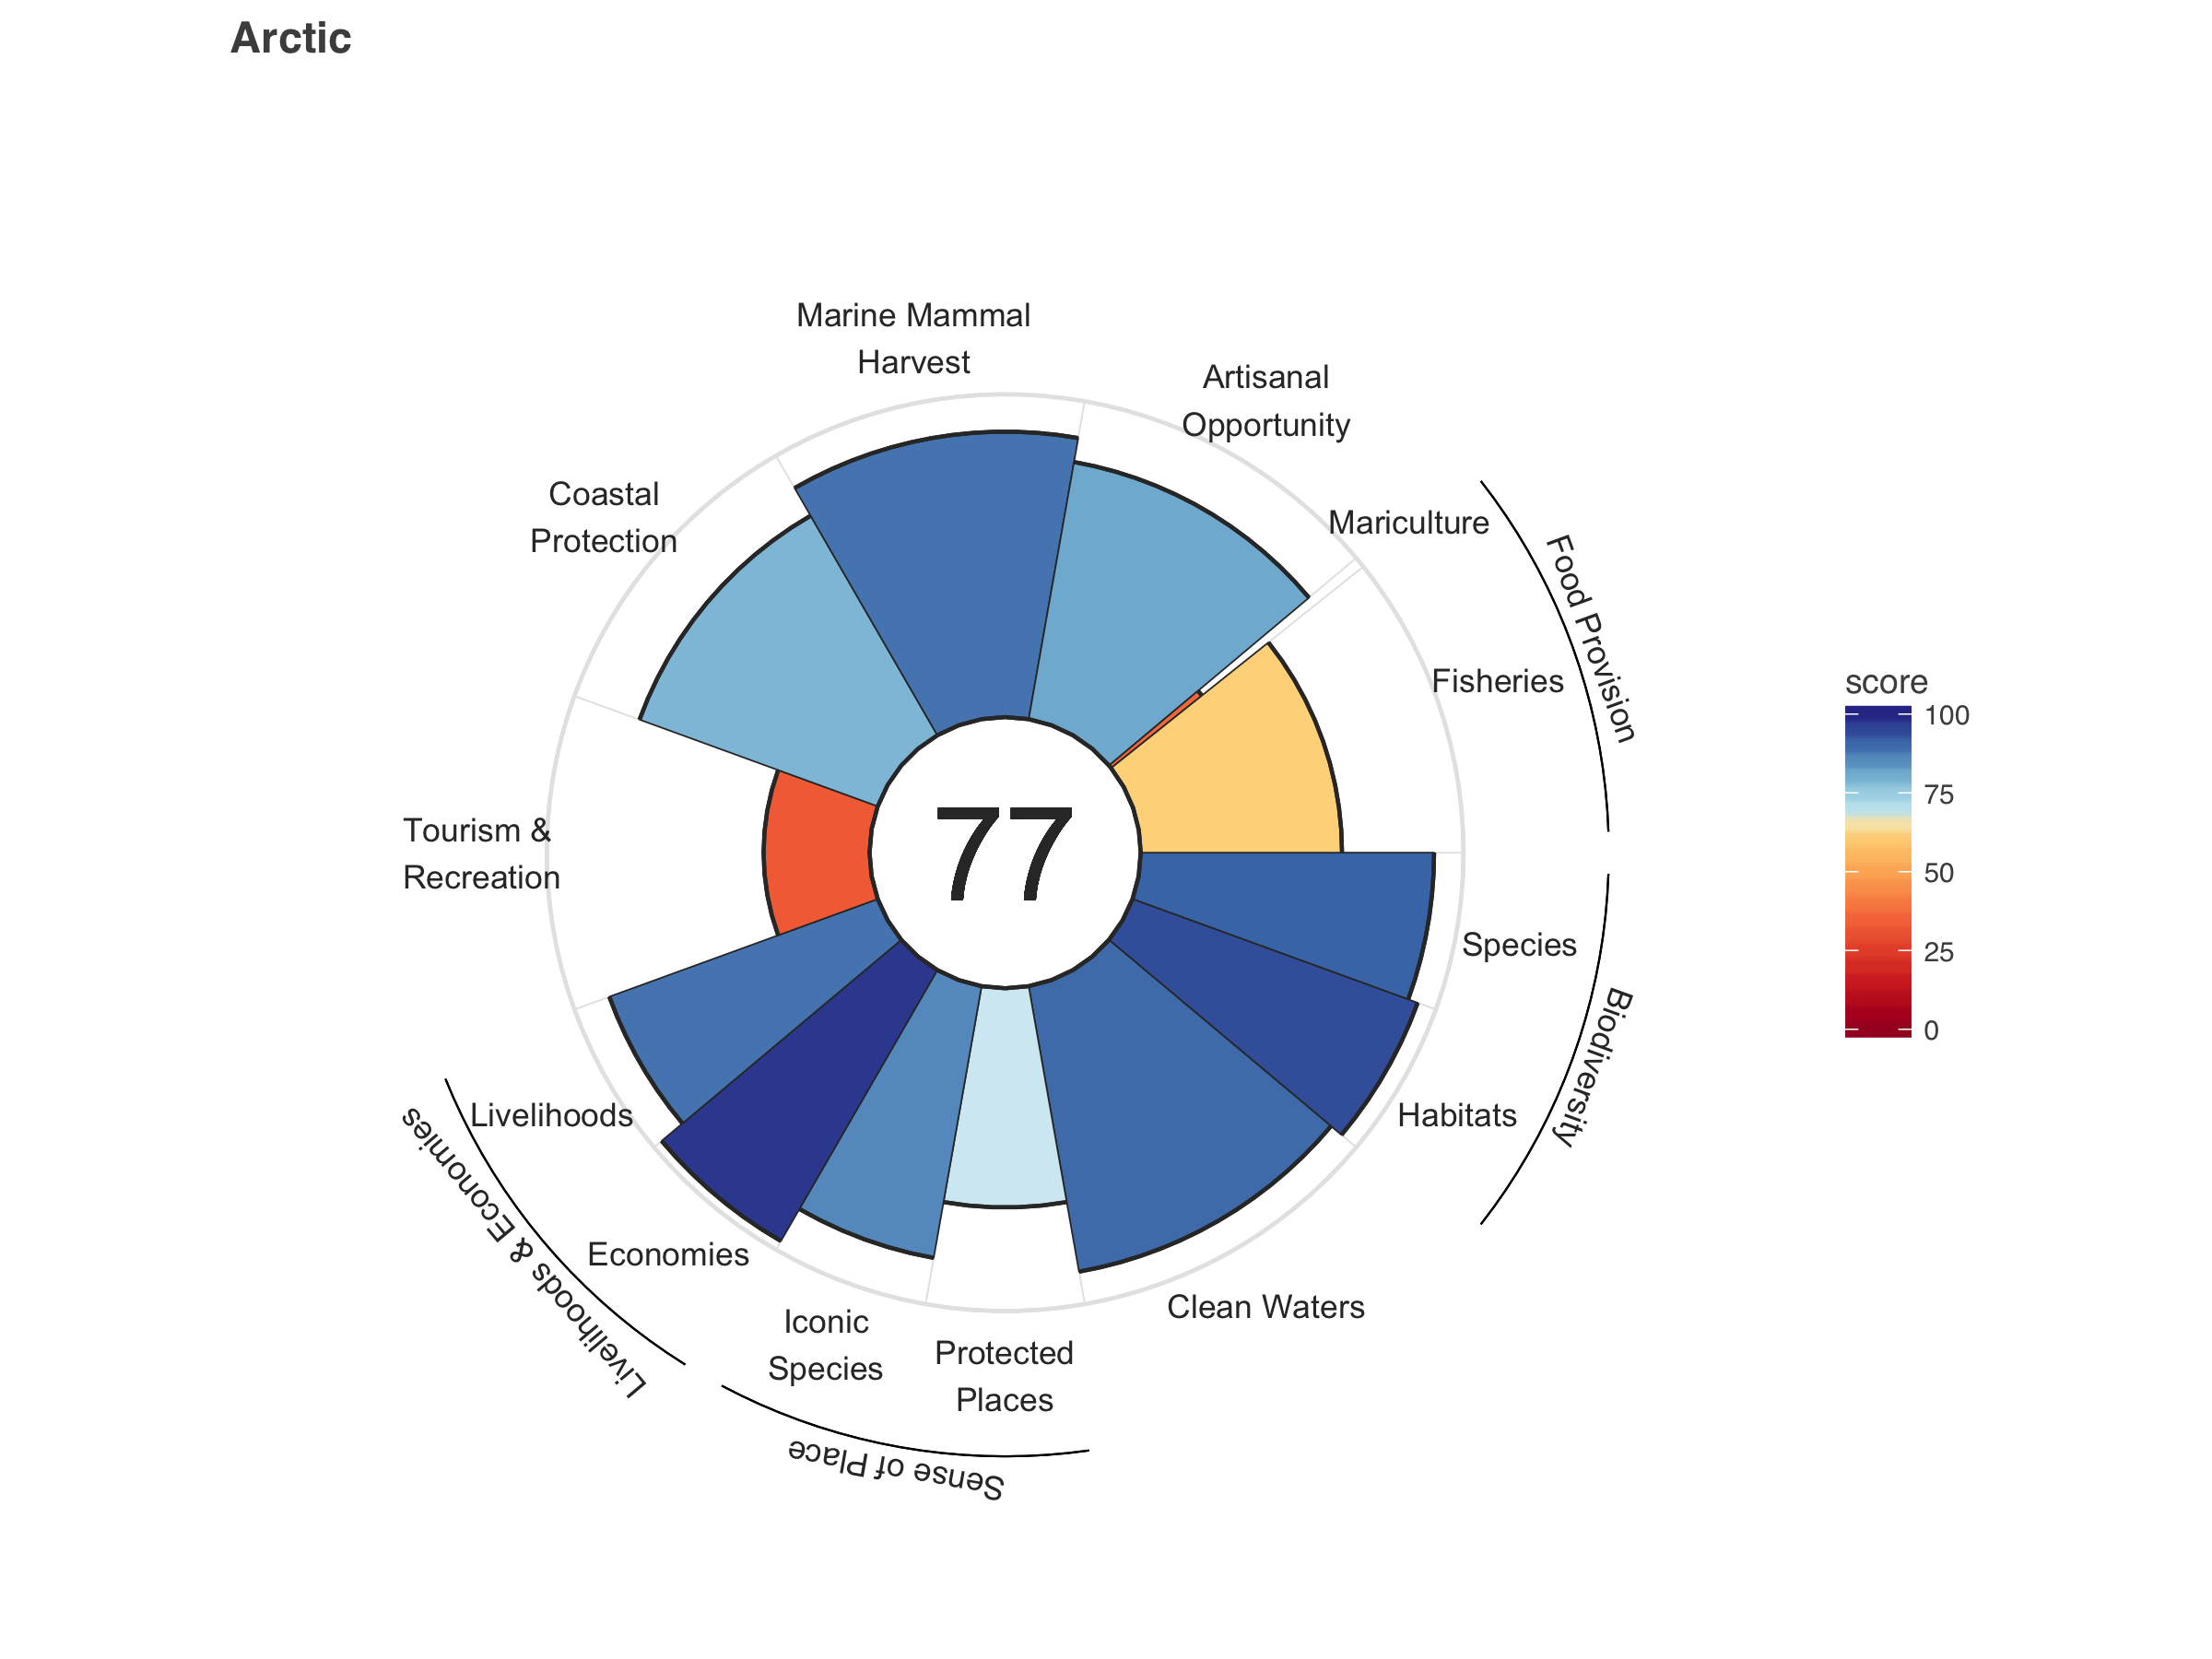 Arctic
Marine Mammal
Harvest
Artisanal
Opportunity
Coastal
Protection
Mariculture
Food Provision
Fisheries
score
100
75
50
25
0
Tourism &
Recreation
77
Species
Biodiversity
Habitats
Livelihoods
Livelihoods & Economies
Economies
Clean Waters
Iconic
Species
Protected
Places
Sense of Place